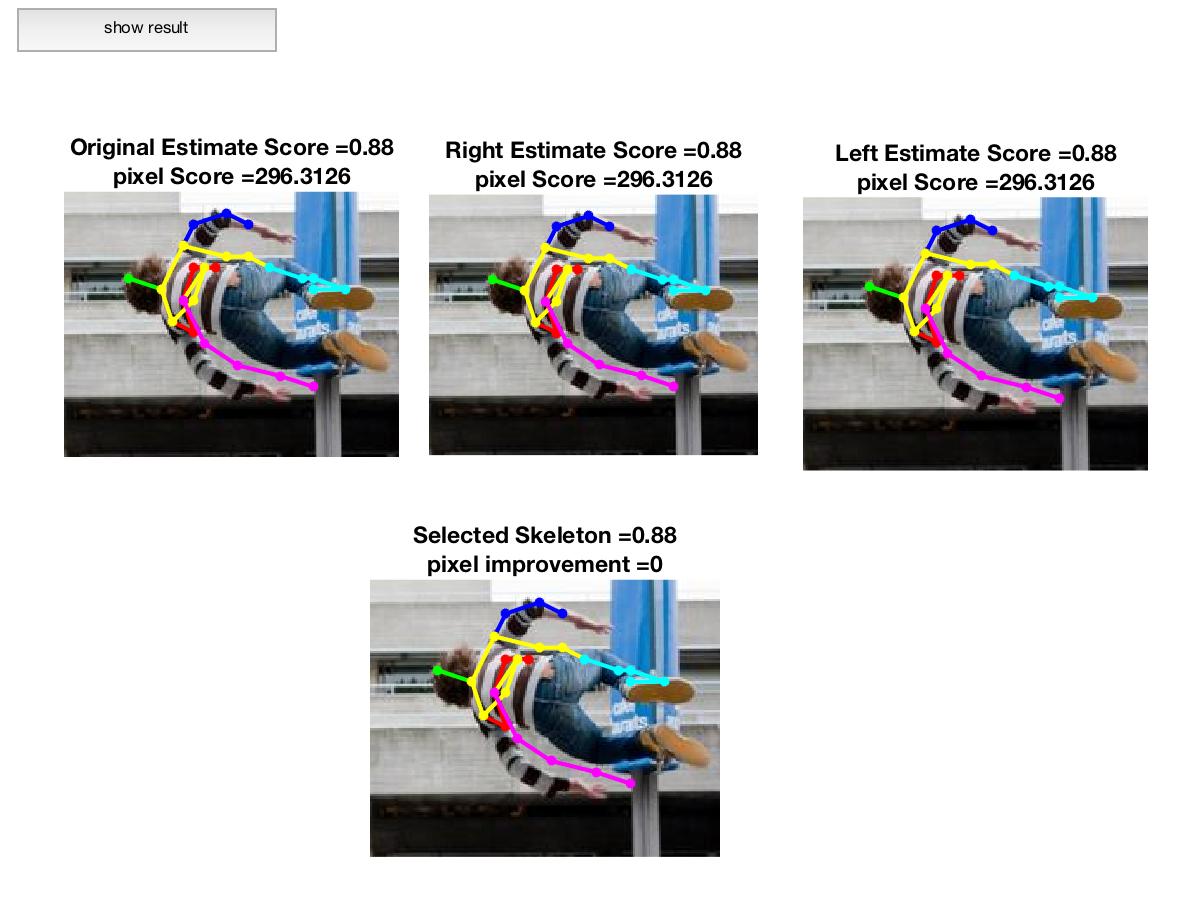 show result
Original Estimate Score =0.88
pixel Score =296.3126
Right Estimate Score =0.88
pixel Score =296.3126
Left Estimate Score =0.88
pixel Score =296.3126
Selected Skeleton =0.88
pixel improvement =0